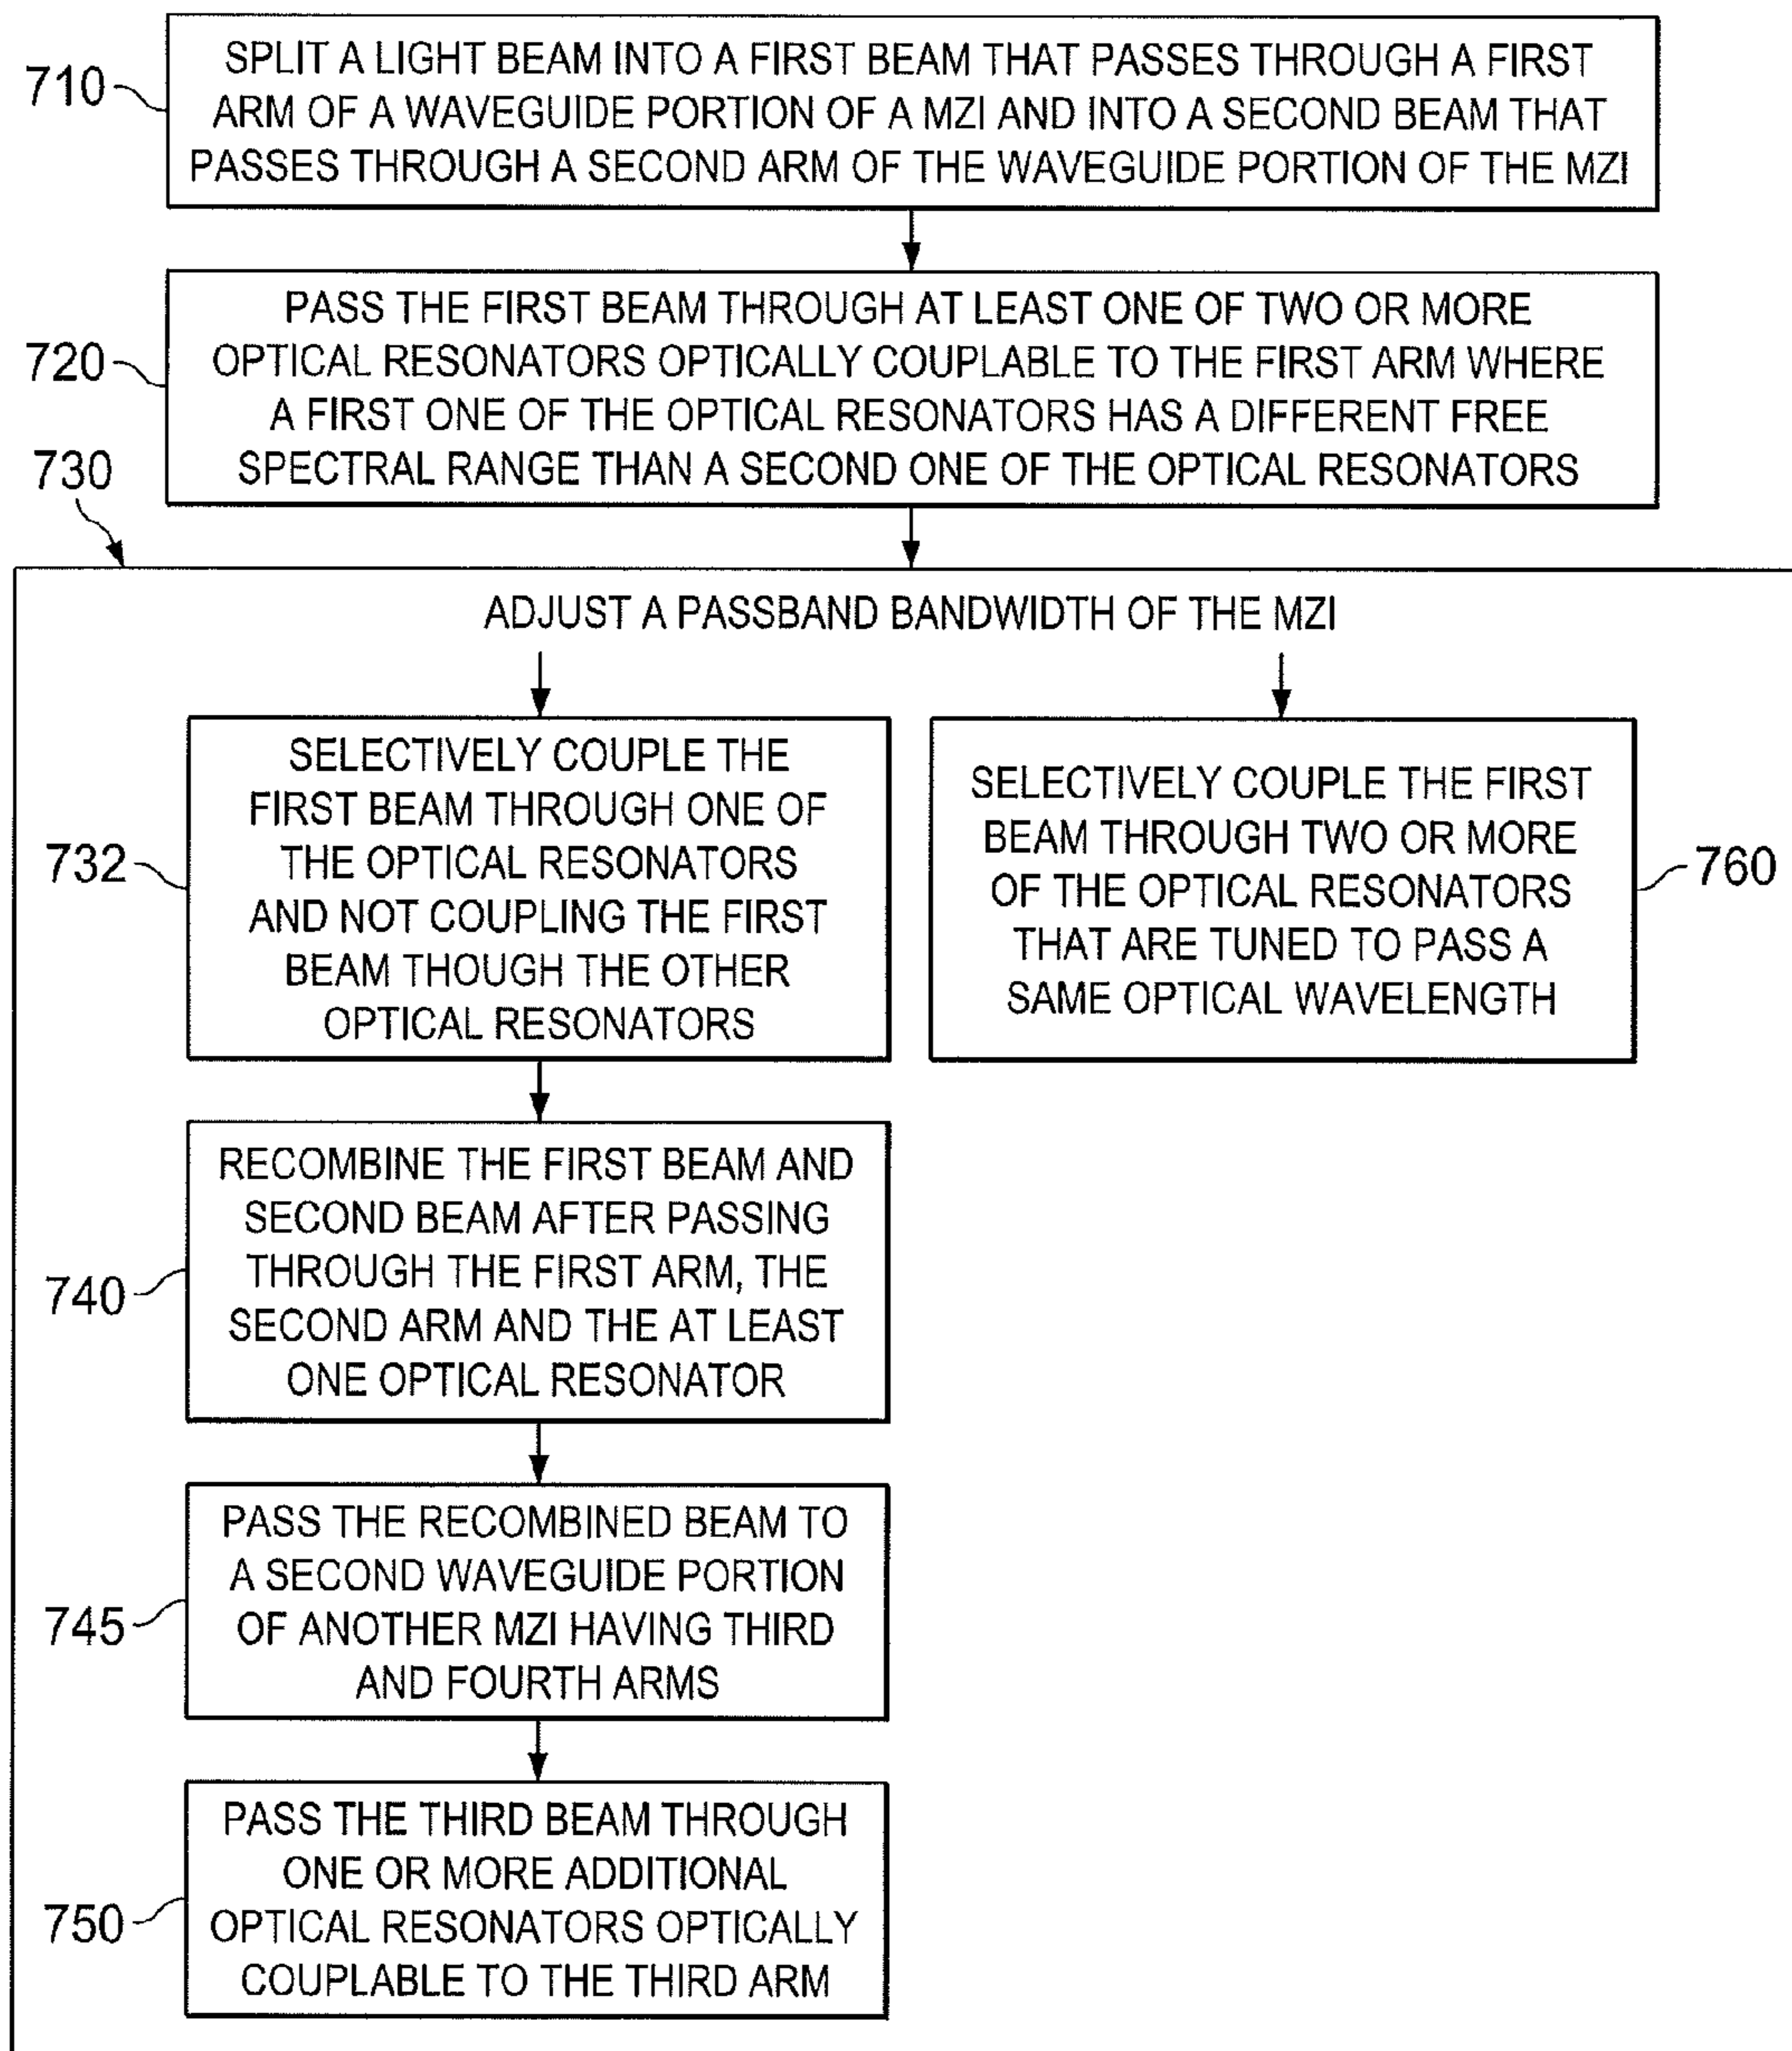 710
SPLIT A LIGHT BEAM INTO A FIRST BEAM THAT PASSES THROUGH A FIRST
ARM OF A WAVEGUIDE PORTION OF A MZI AND INTO A SECOND BEAM THAT
PASSES THROUGH A SECOND ARM OF THE WAVEGUIDE PORTION OF THE MZI
720
PASS THE FIRST BEAM THROUGH AT LEAST ONE OF TWO OR MORE
OPTICAL RESONATORS OPTICALLY COUPLABLE TO THE FIRST ARM WHERE
A FIRST ONE OF THE OPTICAL RESONATORS HAS A DIFFERENT FREE
SPECTRAL RANGE THAN A SECOND ONE OF THE OPTICAL RESONATORS
730
ADJUST A PASSBAND BANDWIDTH OF THE MZI
732
SELECTIVELY COUPLE THE
FIRST BEAM THROUGH ONE OF
THE OPTICAL RESONATORS
AND NOT COUPLING THE FIRST
BEAM THOUGH THE OTHER
OPTICAL RESONATORS
SELECTIVELY COUPLE THE FIRST
BEAM THROUGH TWO OR MORE
OF THE OPTICAL RESONATORS
THAT ARE TUNED TO PASS A
SAME OPTICAL WAVELENGTH
760
740
RECOMBINE THE FIRST BEAM AND
SECOND BEAM AFTER PASSING
THROUGH THE FIRST ARM, THE
SECOND ARM AND THE AT LEAST
ONE OPTICAL RESONATOR
745
PASS THE RECOMBINED BEAM TO
A SECOND WAVEGUIDE PORTION
OF ANOTHER MZI HAVING THIRD
AND FOURTH ARMS
750
PASS THE THIRD BEAM THROUGH
ONE OR MORE ADDITIONAL
OPTICAL RESONATORS OPTICALLY
COUPLABLE TO THE THIRD ARM